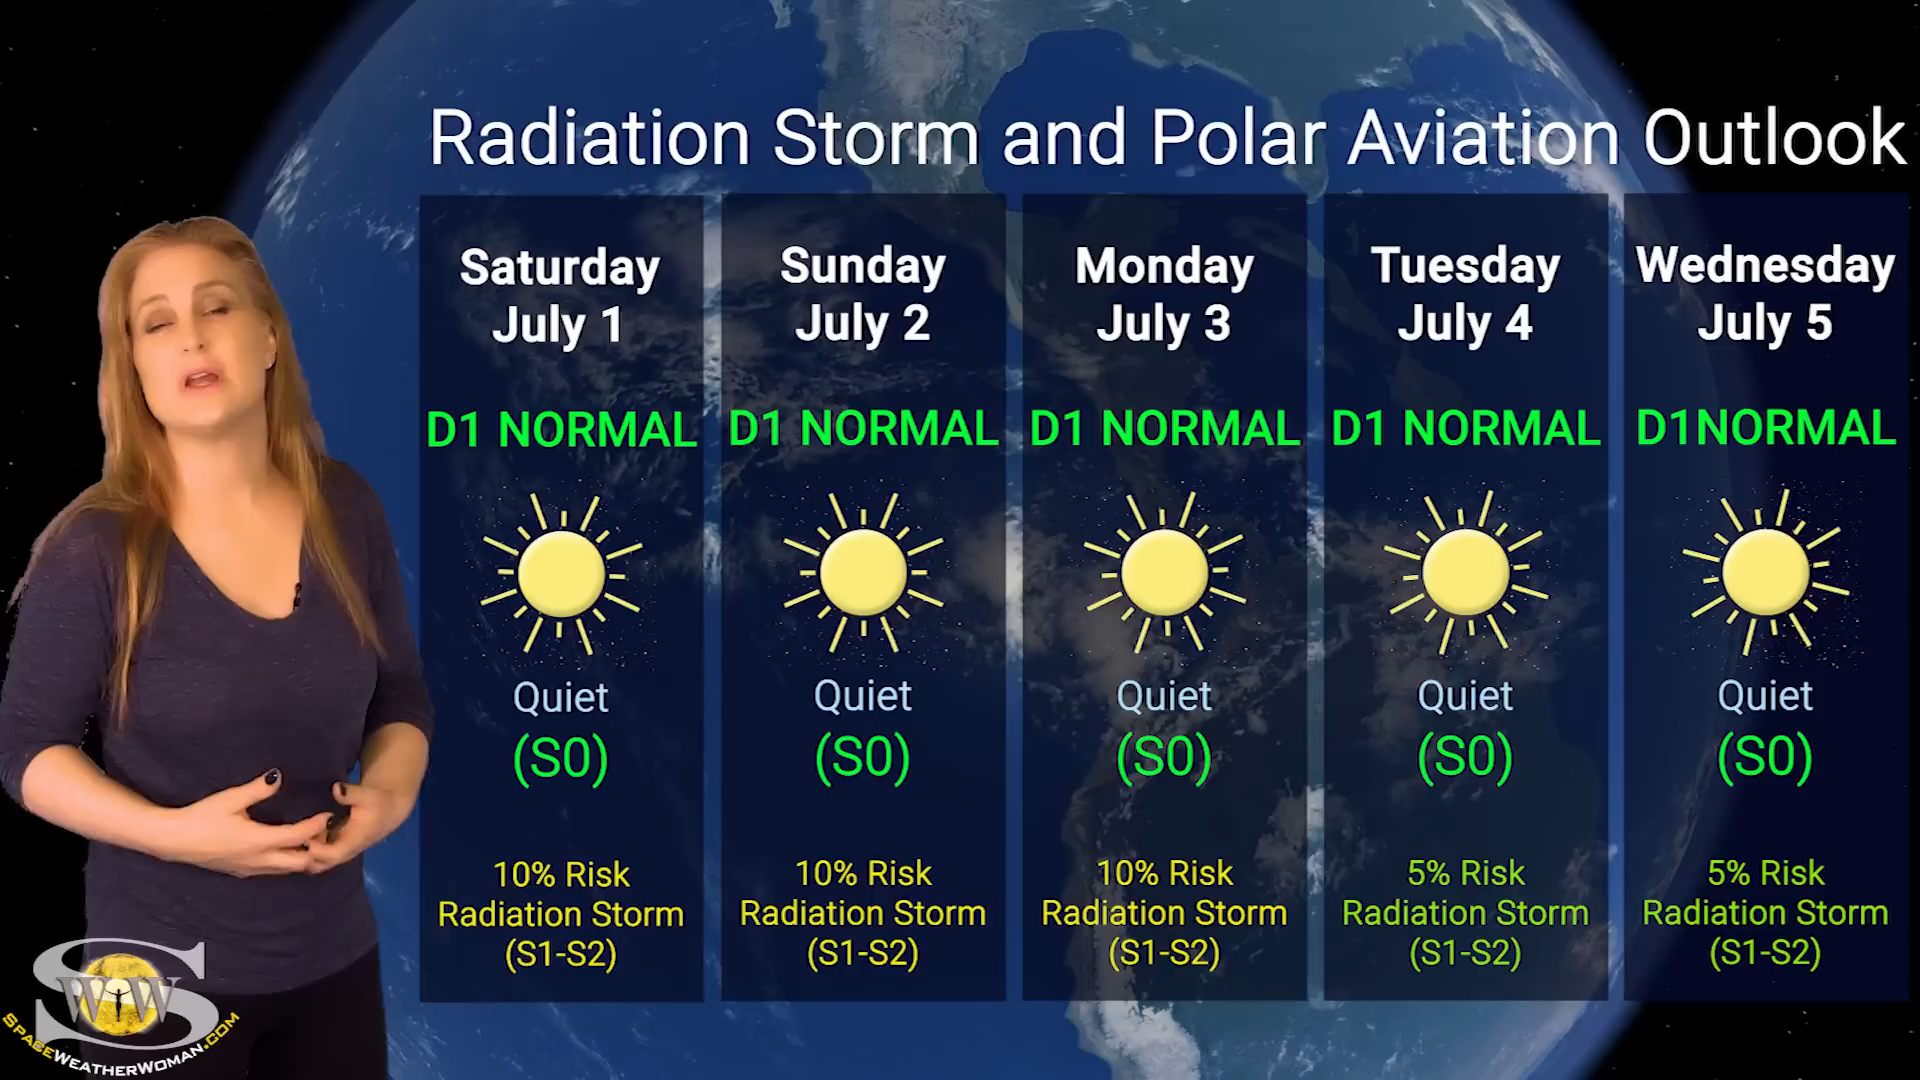 Radiation Storm and Polar Aviation Outlook
Saturday
July 1
D1 NORMAL
Quiet
(S0)
10% Risk
Radiation Storm
(S1-S2)
Sunday
July 2
D1 NORMAL
Quiet
(S0)
10% Risk
Radiation Storm
(S1-S2)
Monday
July 3
D1 NORMAL
Quiet
(S0)
10% Risk
Radiation Storm
(S1-S2)
Tuesday
July 4
D1 NORMAL
Quiet
(S0)
5% Risk
Radiation Storm
(S1-S2)
Wednesday
July 5
D1NORMAL
Quiet
(S0)
5% Risk
Radiation Storm
(S1-S2)
SWW
SPACEWEATHERWOMAN.COM